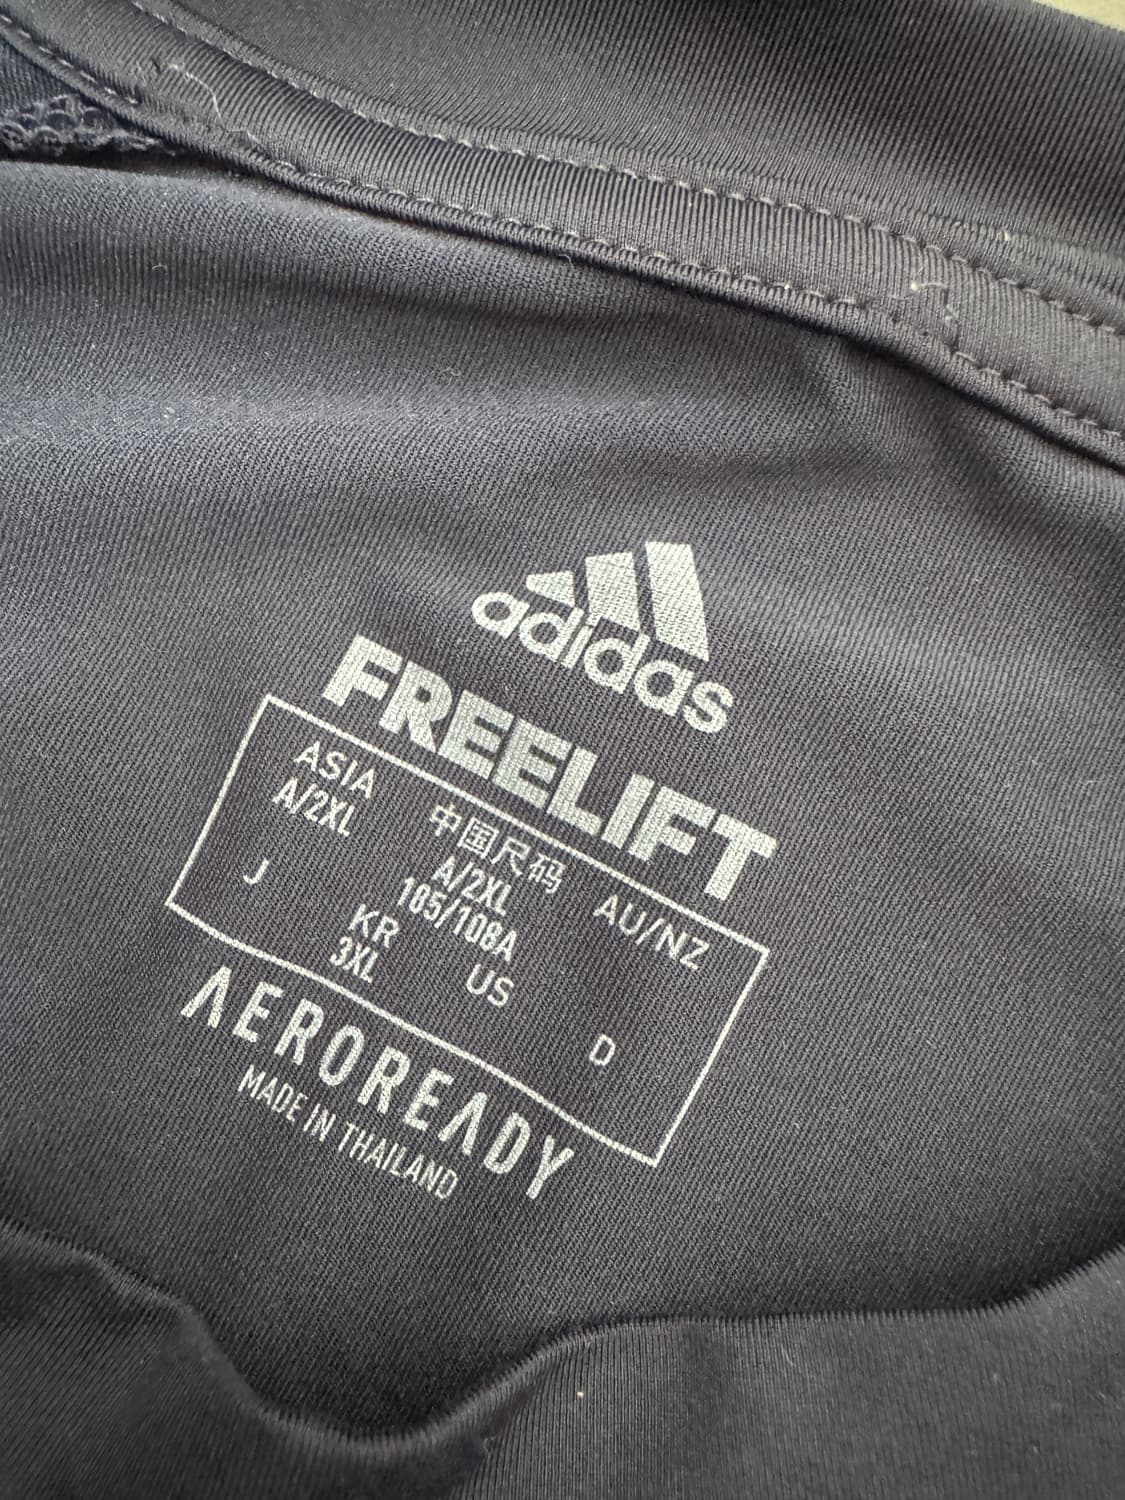 adidas
FREELIFT
ASIA
A/2XL
中国尺码
A/2XL
185/108A
AU/NZ
J
KR
3XL
US
D
AEROREADY
MADE IN THAILAND